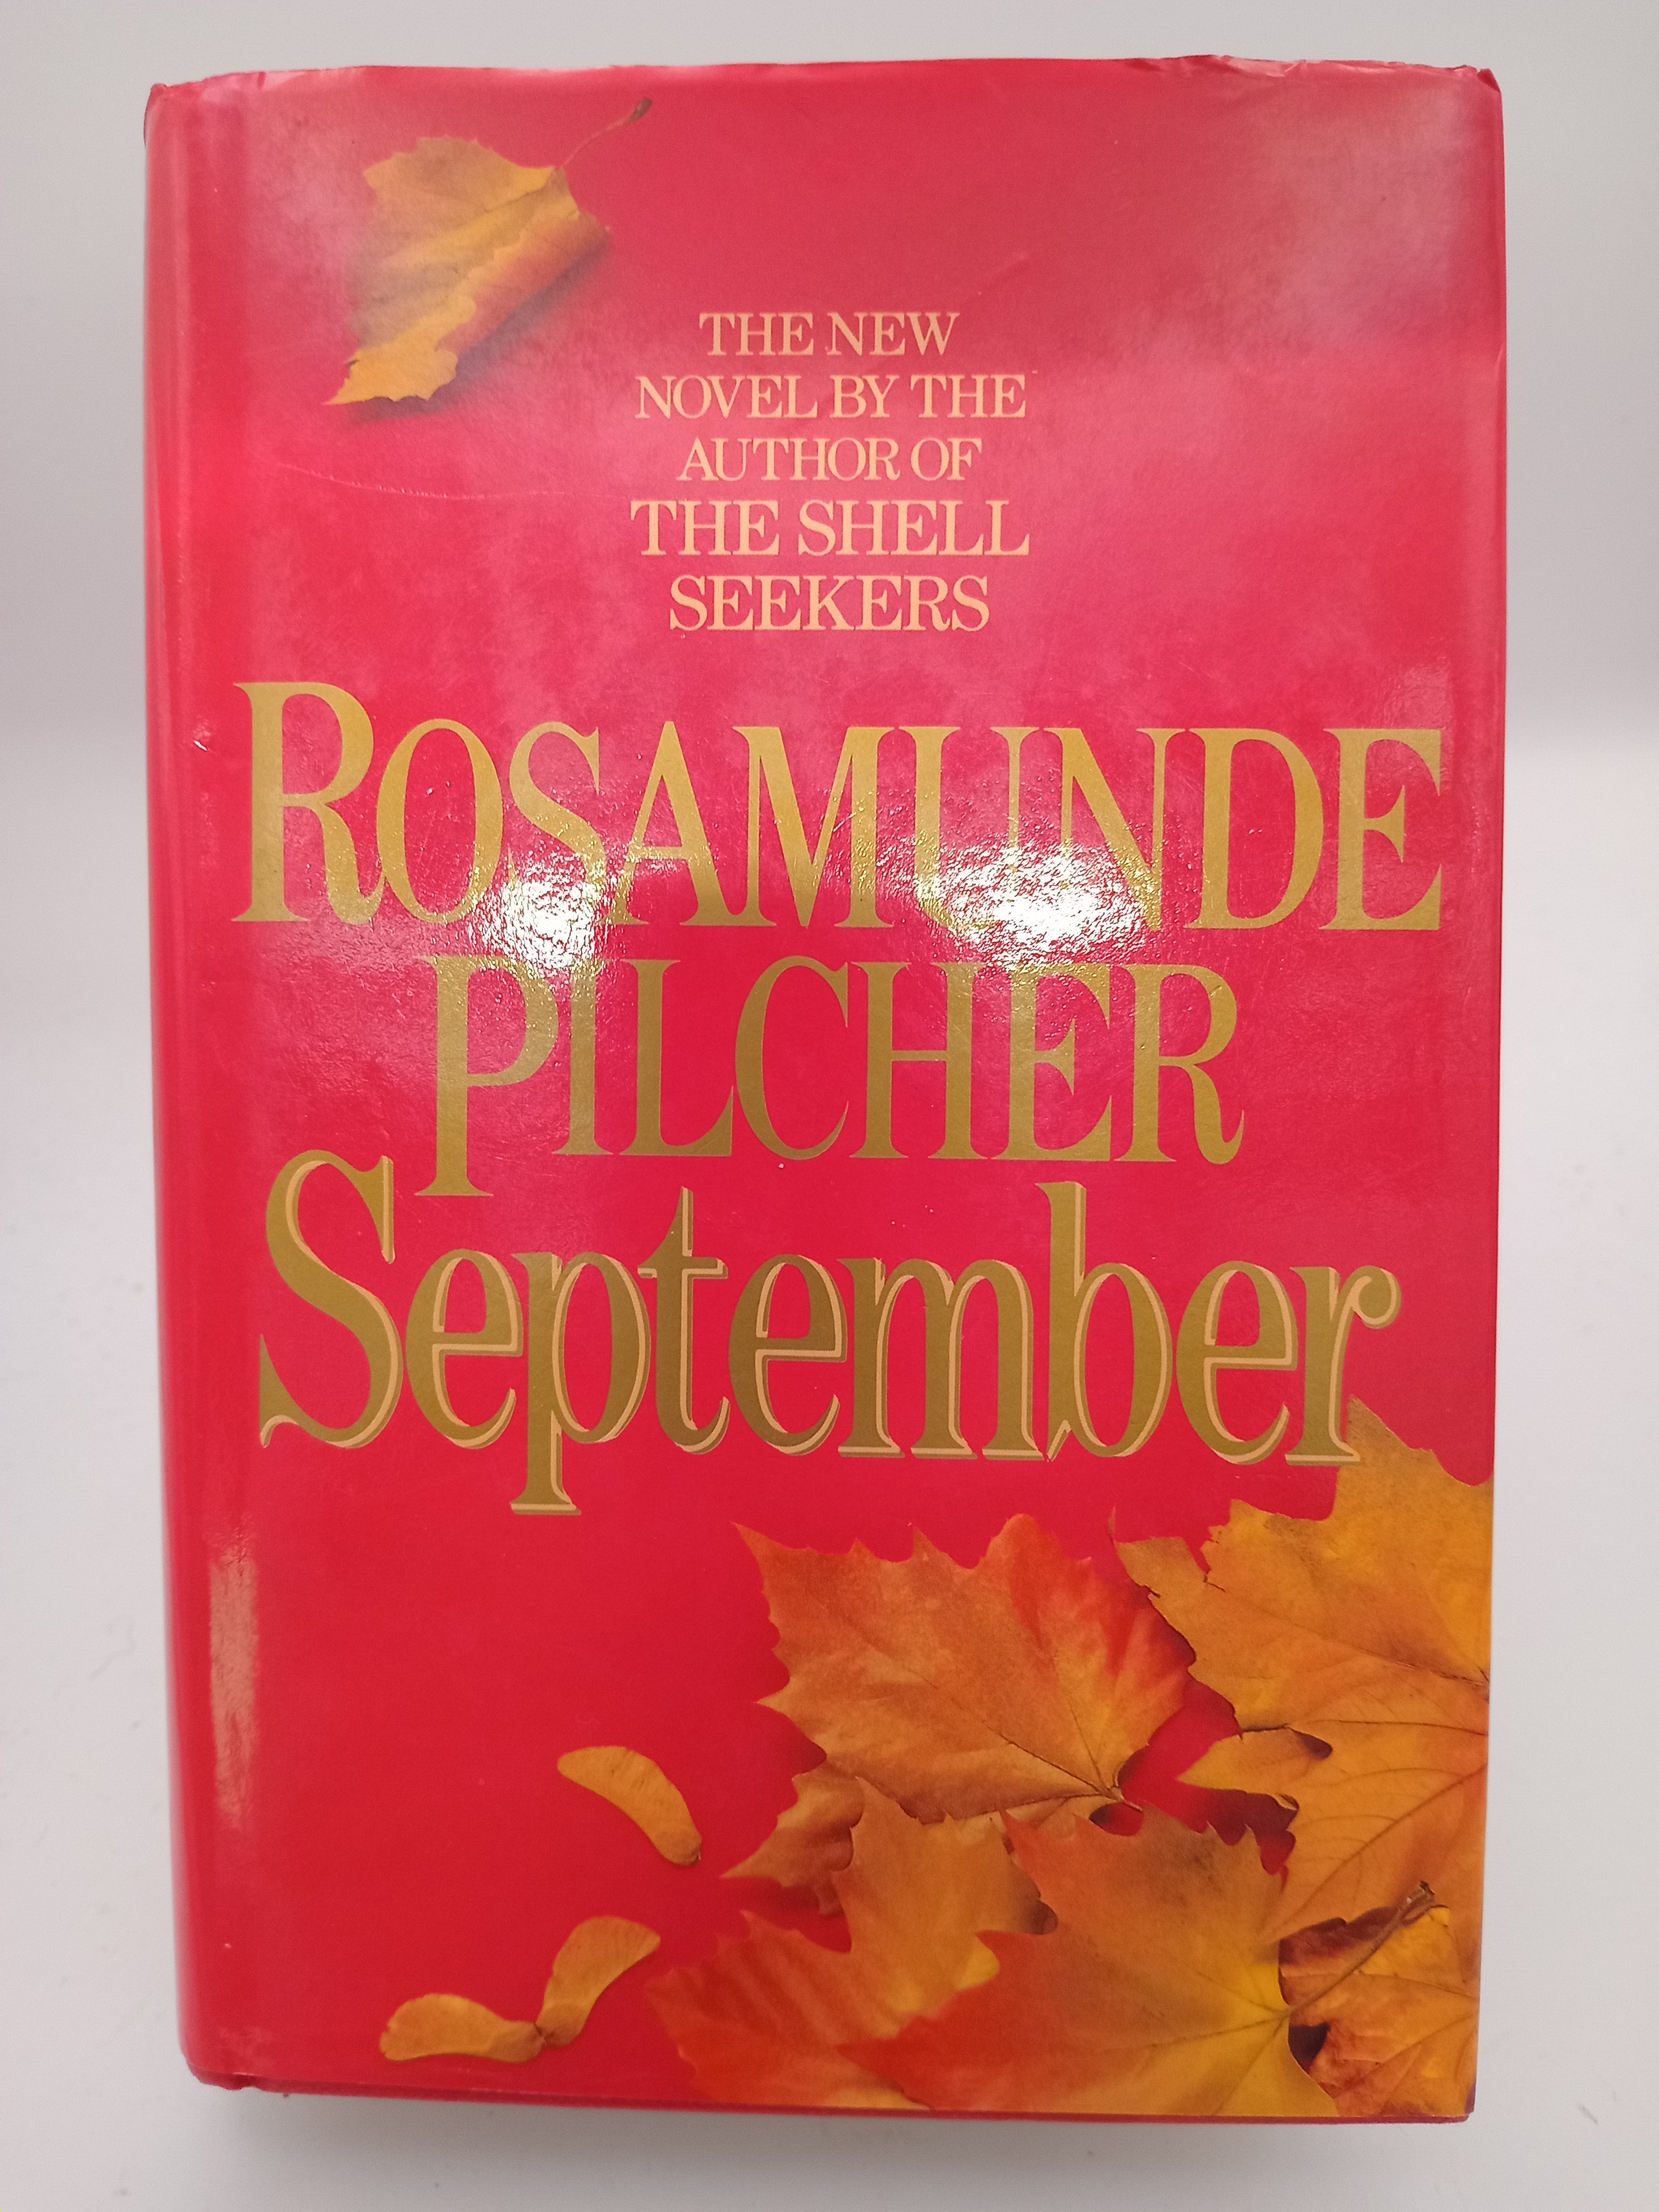 THE NEW
NOVEL BY THE
AUTHOR OF
THE SHELL
SEEKERS
ROSAMUNDE
PILCHER
September